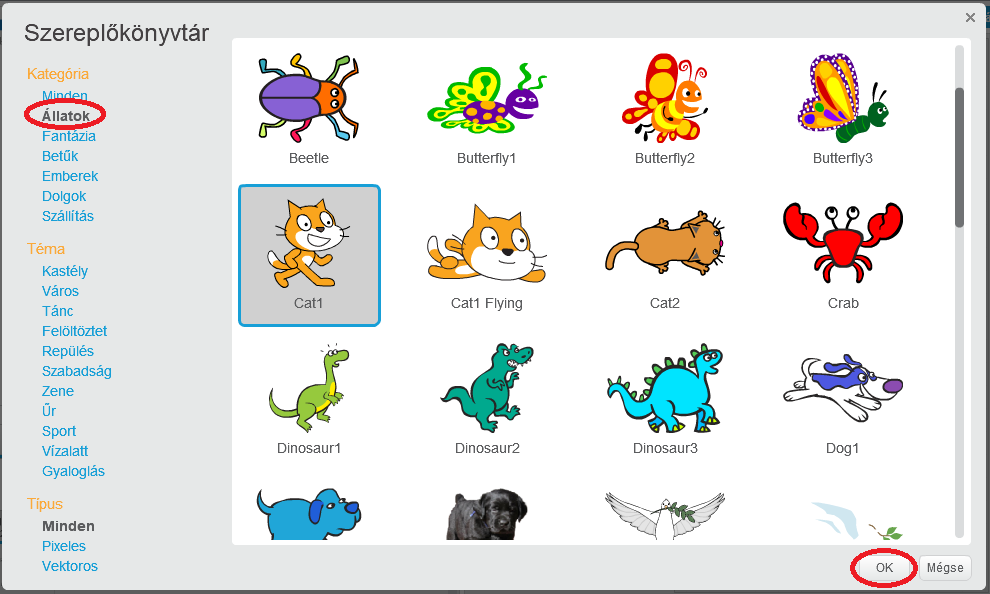 Szereplőkönyvtár
Kategória
Minden
Állatok
Fantázia
Betűk
Emberek
Dolgok
Szállítás
Téma
Kastély
Város
Tánc
Felöltöztet
Repülés
Szabadság
Zene
Űr
Sport
Vízalatt
Gyaloglás
Típus
Minden
Pixeles
Vektoros
Beetle
Butterfly1
Butterfly2
Butterfly3
Cat1
Cat1 Flying
Cat2
Crab
Dinosaur1
Dinosaur2
Dinosaur3
Dog1
OK
Mégse